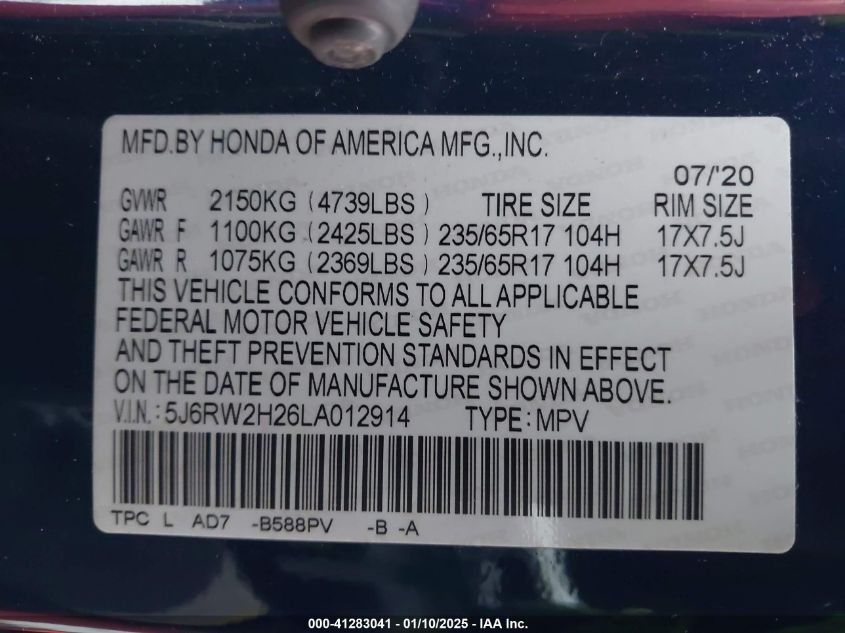 MFD.BY HONDA OF AMERICA MFG.,INC.
07/'20
GVWR 2150KG (4739LBS) TIRE SIZE RIM SIZE
GAWR F 1100KG (2425LBS) 235/65R17 104H 17X7.5J
GAWR R 1075KG (2369LBS) 235/65R17 104H 17X7.5J
THIS VEHICLE CONFORMS TO ALL APPLICABLE
FEDERAL MOTOR VEHICLE SAFETY
AND THEFT PREVENTION STANDARDS IN EFFECT
ON THE DATE OF MANUFACTURE SHOWN ABOVE.
V.I.N.: 5J6RW2H26LA012914 TYPE: MPV
TPC L AD7 -B588PV -B -A
000-41283041 - 01/10/2025 - IAA Inc.